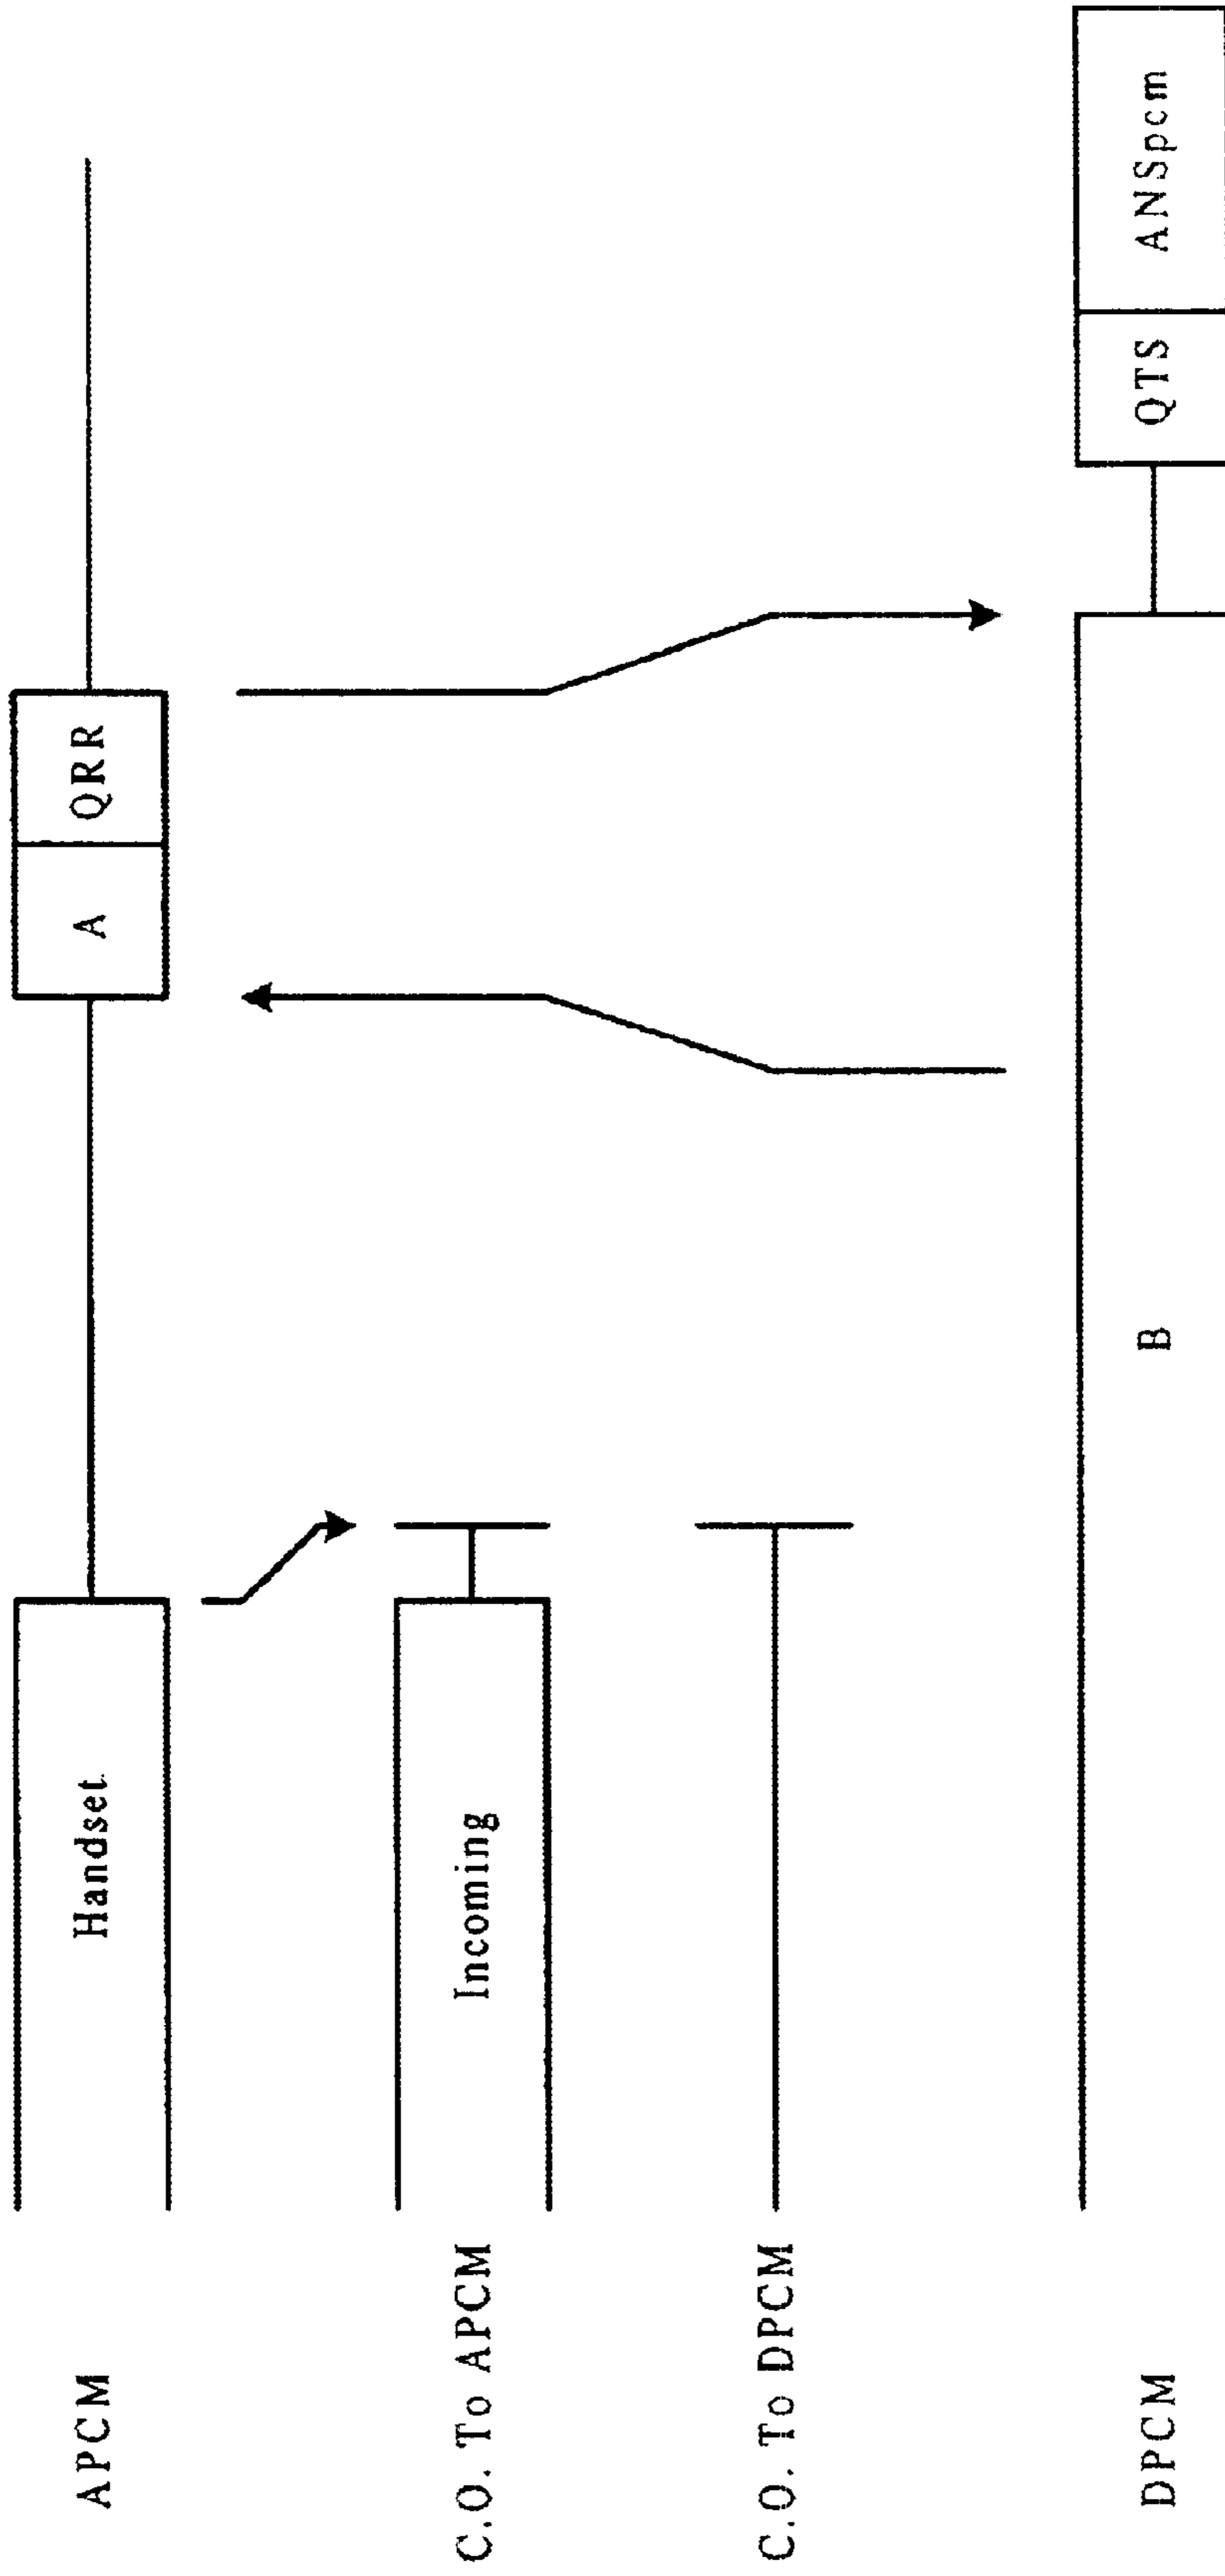 APCM
Handset
A
QRR
C.O. To APCM
Incoming
C.O. To DPCM
DPCM
B
QTS
ANSpcm